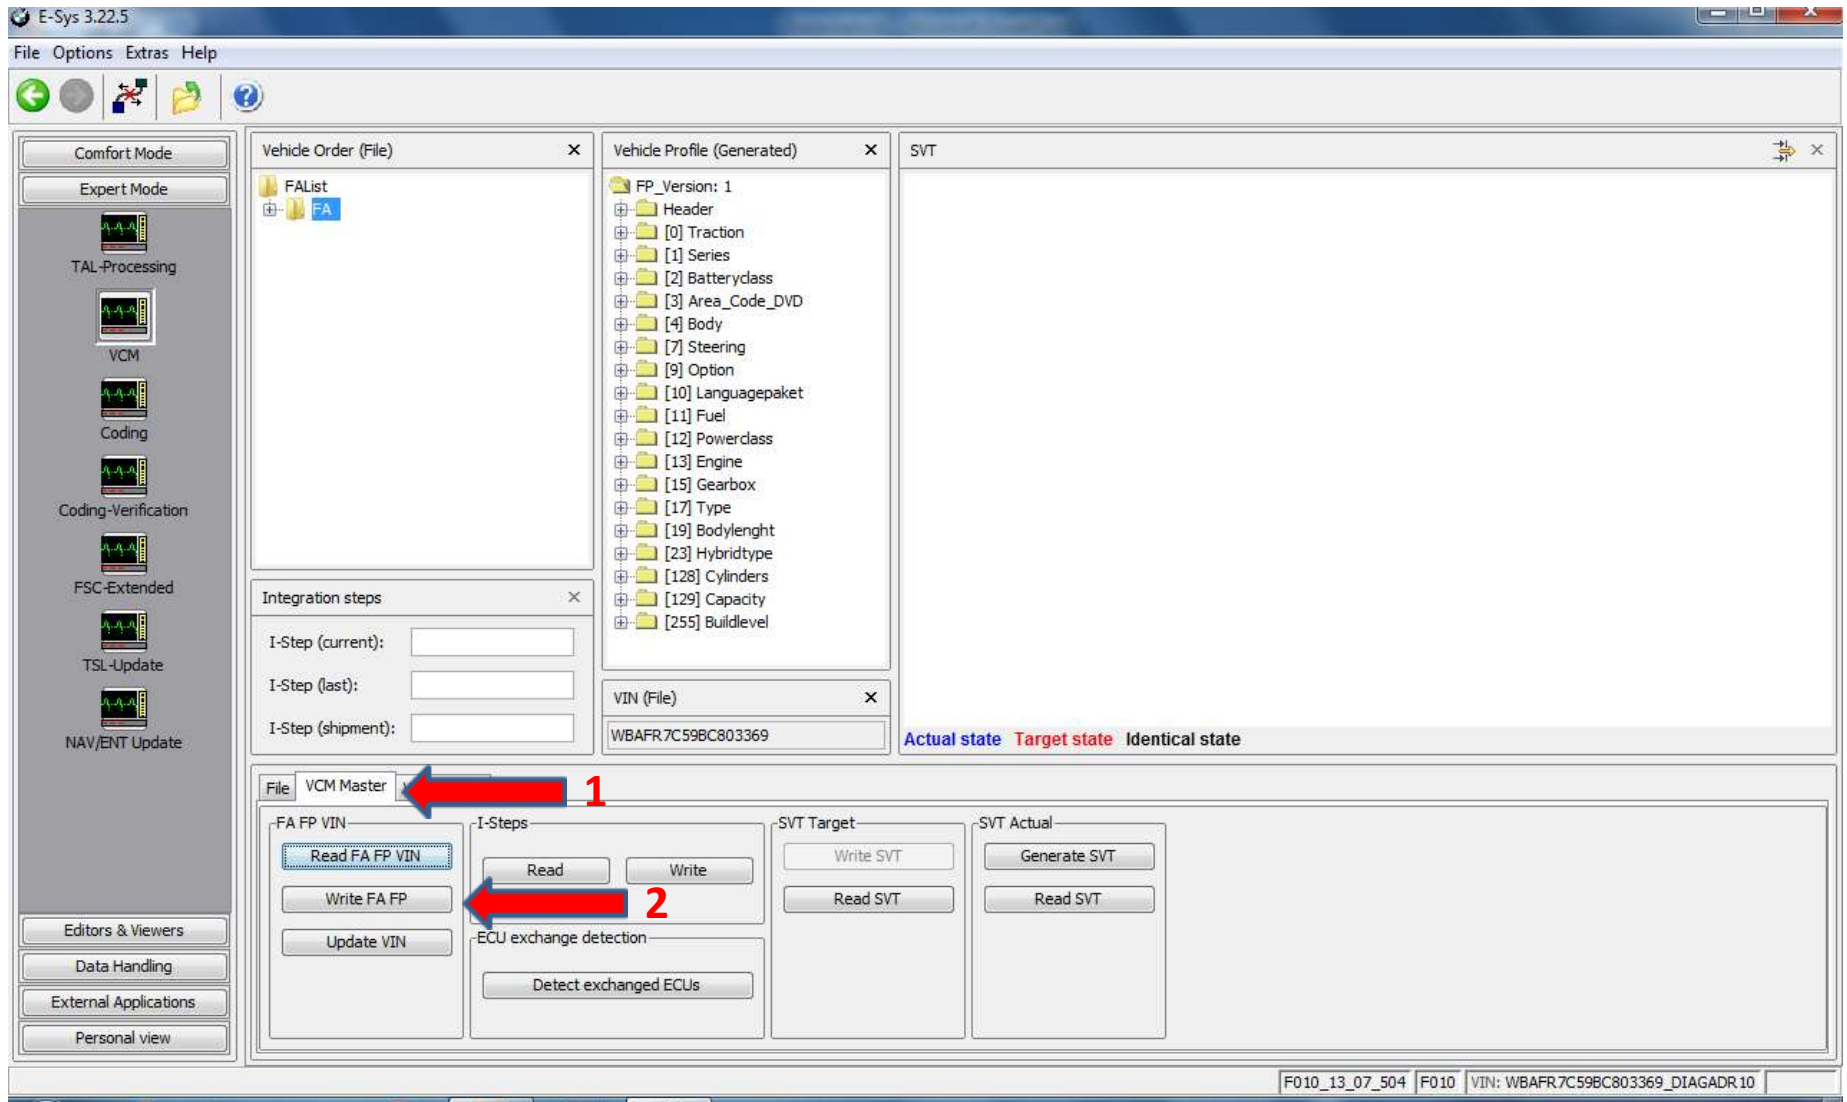 E-Sys 3.22.5
File Options Extras Help
Comfort Mode
Expert Mode
TAL-Processing
VCM
Coding
Coding-Verification
FSC-Extended
TSL-Update
NAV/ENT Update
Editors & Viewers
Data Handling
External Applications
Personal view
Vehicle Order (File)
FAList
FA
Integration steps
I-Step (current):
I-Step (last):
I-Step (shipment):
Vehicle Profile (Generated)
FP_Version: 1
Header
[0] Traction
[1] Series
[2] Batteryclass
[3] Area_Code_DVD
[4] Body
[7] Steering
[9] Option
[10] Languagepaket
[11] Fuel
[12] Powerclass
[13] Engine
[15] Gearbox
[17] Type
[19] Bodylenght
[23] Hybridtype
[128] Cylinders
[129] Capacity
[255] Buildlevel
VIN (File)
WBAFR7C59BC803369
SVT
Actual state Target state Identical state
File VCM Master
1
FA FP VIN
Read FA FP VIN
Write FA FP
2
Update VIN
I-Steps
Read Write
ECU exchange detection
Detect exchanged ECUs
SVT Target
Write SVT
Read SVT
SVT Actual
Generate SVT
Read SVT
F010_13_07_504 F010 VIN: WBAFR7C59BC803369_DIAGADR10